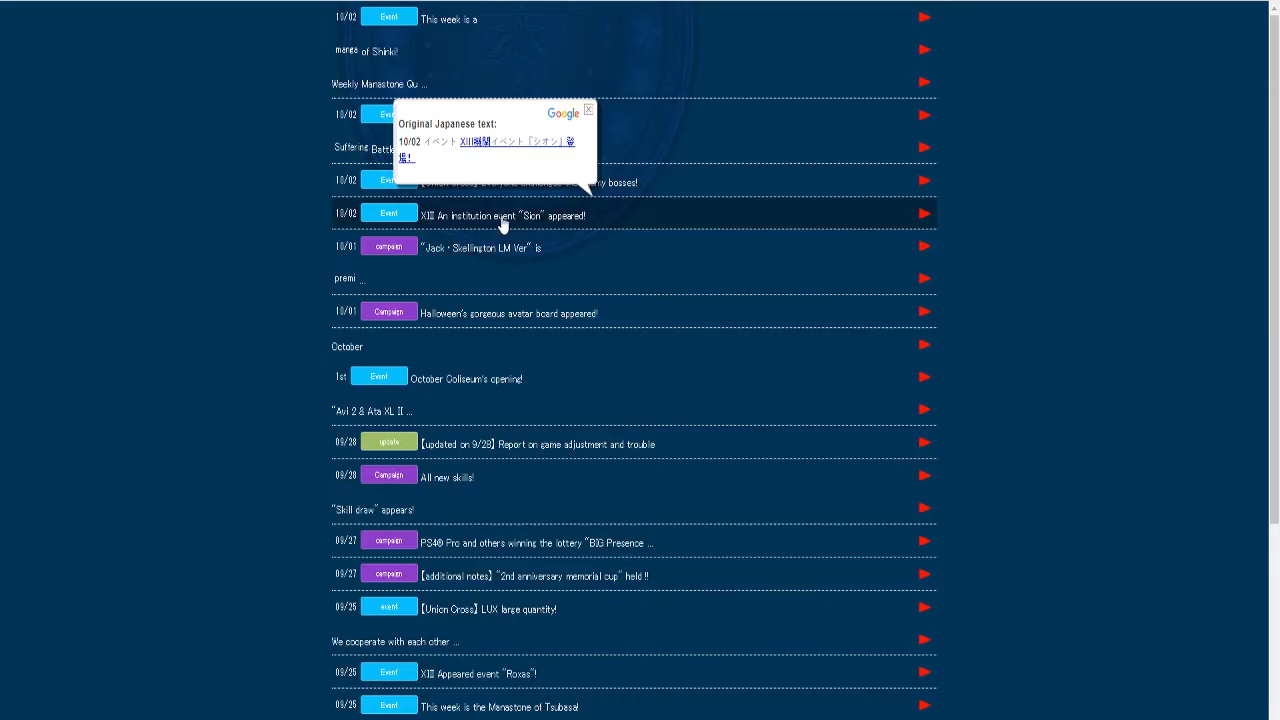 10/02 Event This week is a
manga of Shinki!
Weekly Manastone Qu ...
10/02
Google
Original Japanese text:
10/02 イベント XIII機関イベント『シオン』登
場！
Suffering Battl
10/02 my bosses!
10/02 Event XIII An institution event "Sion" appeared!
10/01 campaign "Jack・Skellington LM Ver" is
premi ...
10/01 Campaign Halloween's gorgeous avatar board appeared!
October
1st Event October Coliseum's opening!
"Avi 2 & Ata XL II ...
09/28 update 【updated on 9/28】 Report on game adjustment and trouble
09/28 Campaign All new skills!
"Skill draw" appears!
09/27 campaign PS4® Pro and others winning the lottery "BIG Presence ...
09/27 campaign 【additional notes】 "2nd anniversary memorial cup" held !!
09/25 event 【Union Cross】 LUX large quantity!
We cooperate with each other ...
09/25 Event XIII Appeared event "Roxas"!
09/25 Event This week is the Manastone of Tsubasa!